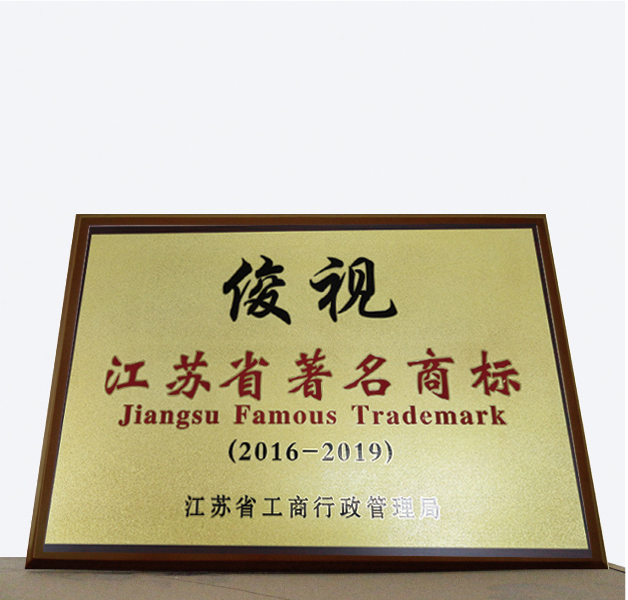 俊视
江苏省著名商标
Jiangsu Famous Trademark
(2016-2019)
江苏省工商行政管理局